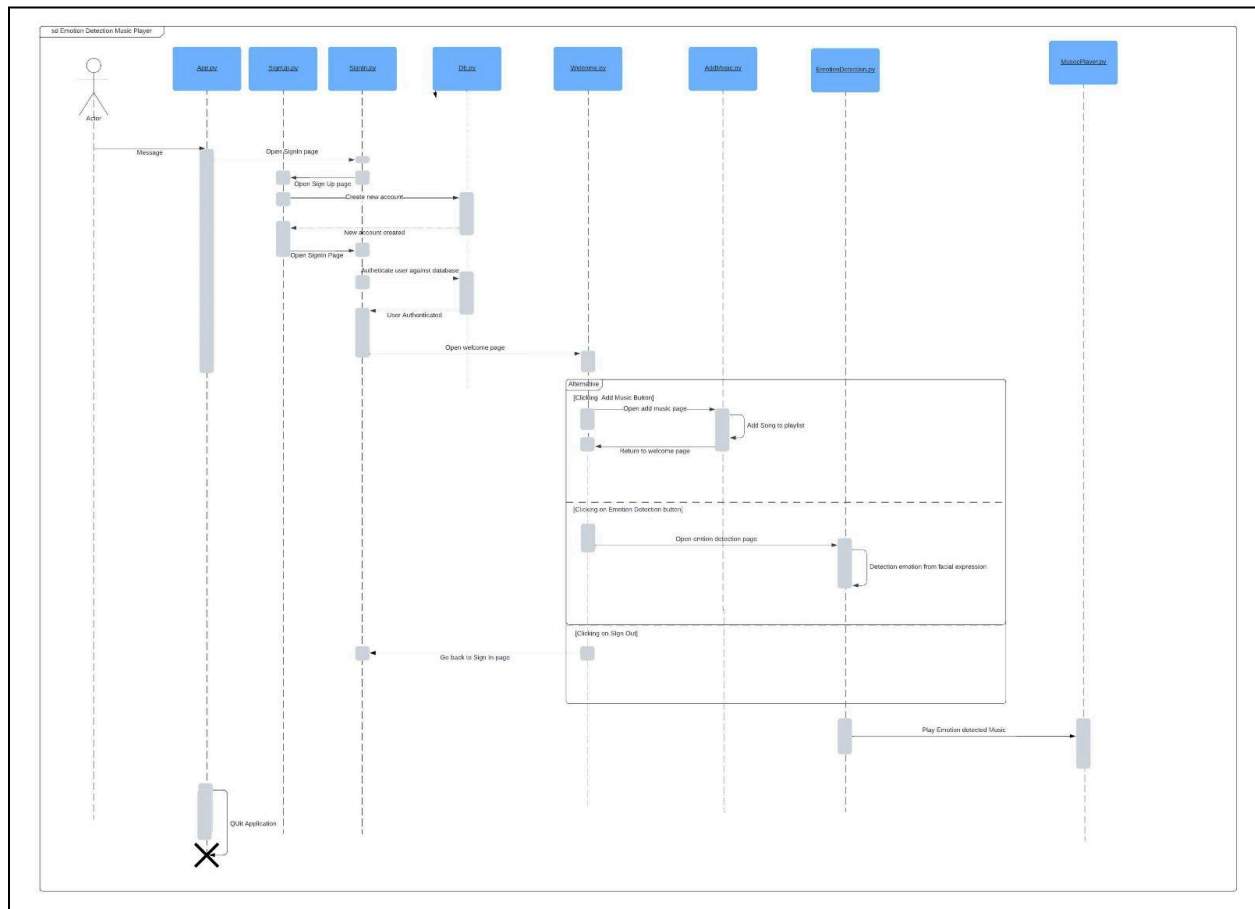 sd Emotion Detection Music Player
App.py
SignUp.py
SignIn.py
Db.py
Welcome.py
AddMusic.py
EmotionDetection.py
MusicPlayer.py
Actor
Message
Open SignIn page
Open Sign Up page
Create new account
New account created
Open SignIn Page
Autheticate user against database
User Authenticated
Open welcome page
Alternative
[Clicking Add Music Button]
Open add music page
Add Song to playlist
Return to welcome page
[Clicking on Emotion Detection button]
Open emtion detection page
Detection emotion from facial expression
[Clicking on SIgn Out]
Go back to Sign In page
Play Emotion detected Music
QUit Application